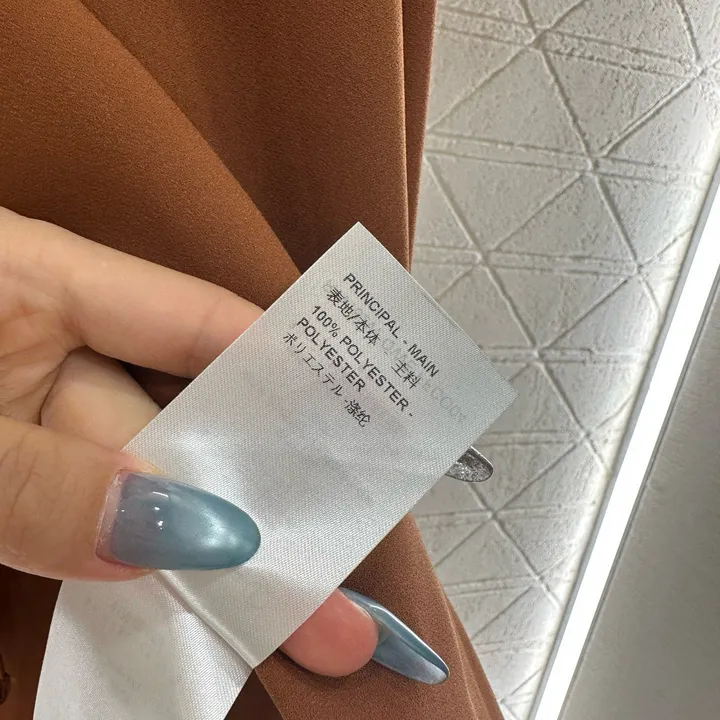 PRINCIPAL - MAIN
表地/本体 - 主料
100% POLYESTER -
POLYESTER
ポリエステル -涤纶